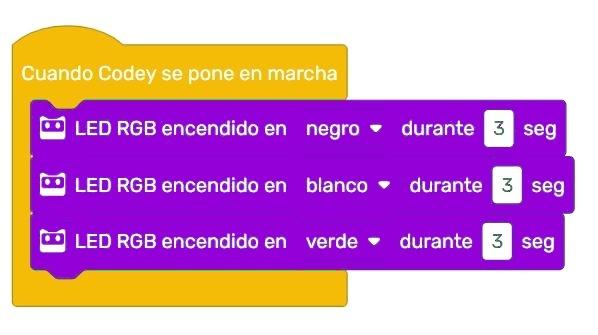 Cuando Codey se pone en marcha
LED RGB encendido en negro durante 3 seg
LED RGB encendido en blanco durante 3 seg
LED RGB encendido en verde durante 3 seg